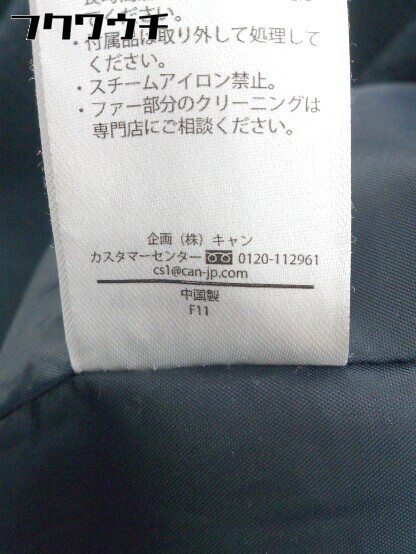 フクウウチ
てください。
・付属品は取り外して処理して
ください。
・スチームアイロン禁止。
・ファー部分のクリーニングは
専門店にご相談ください。
企画(株)キャン
カスタマーセンター 0120-112961
cs1@can-jp.com
中国製
F11